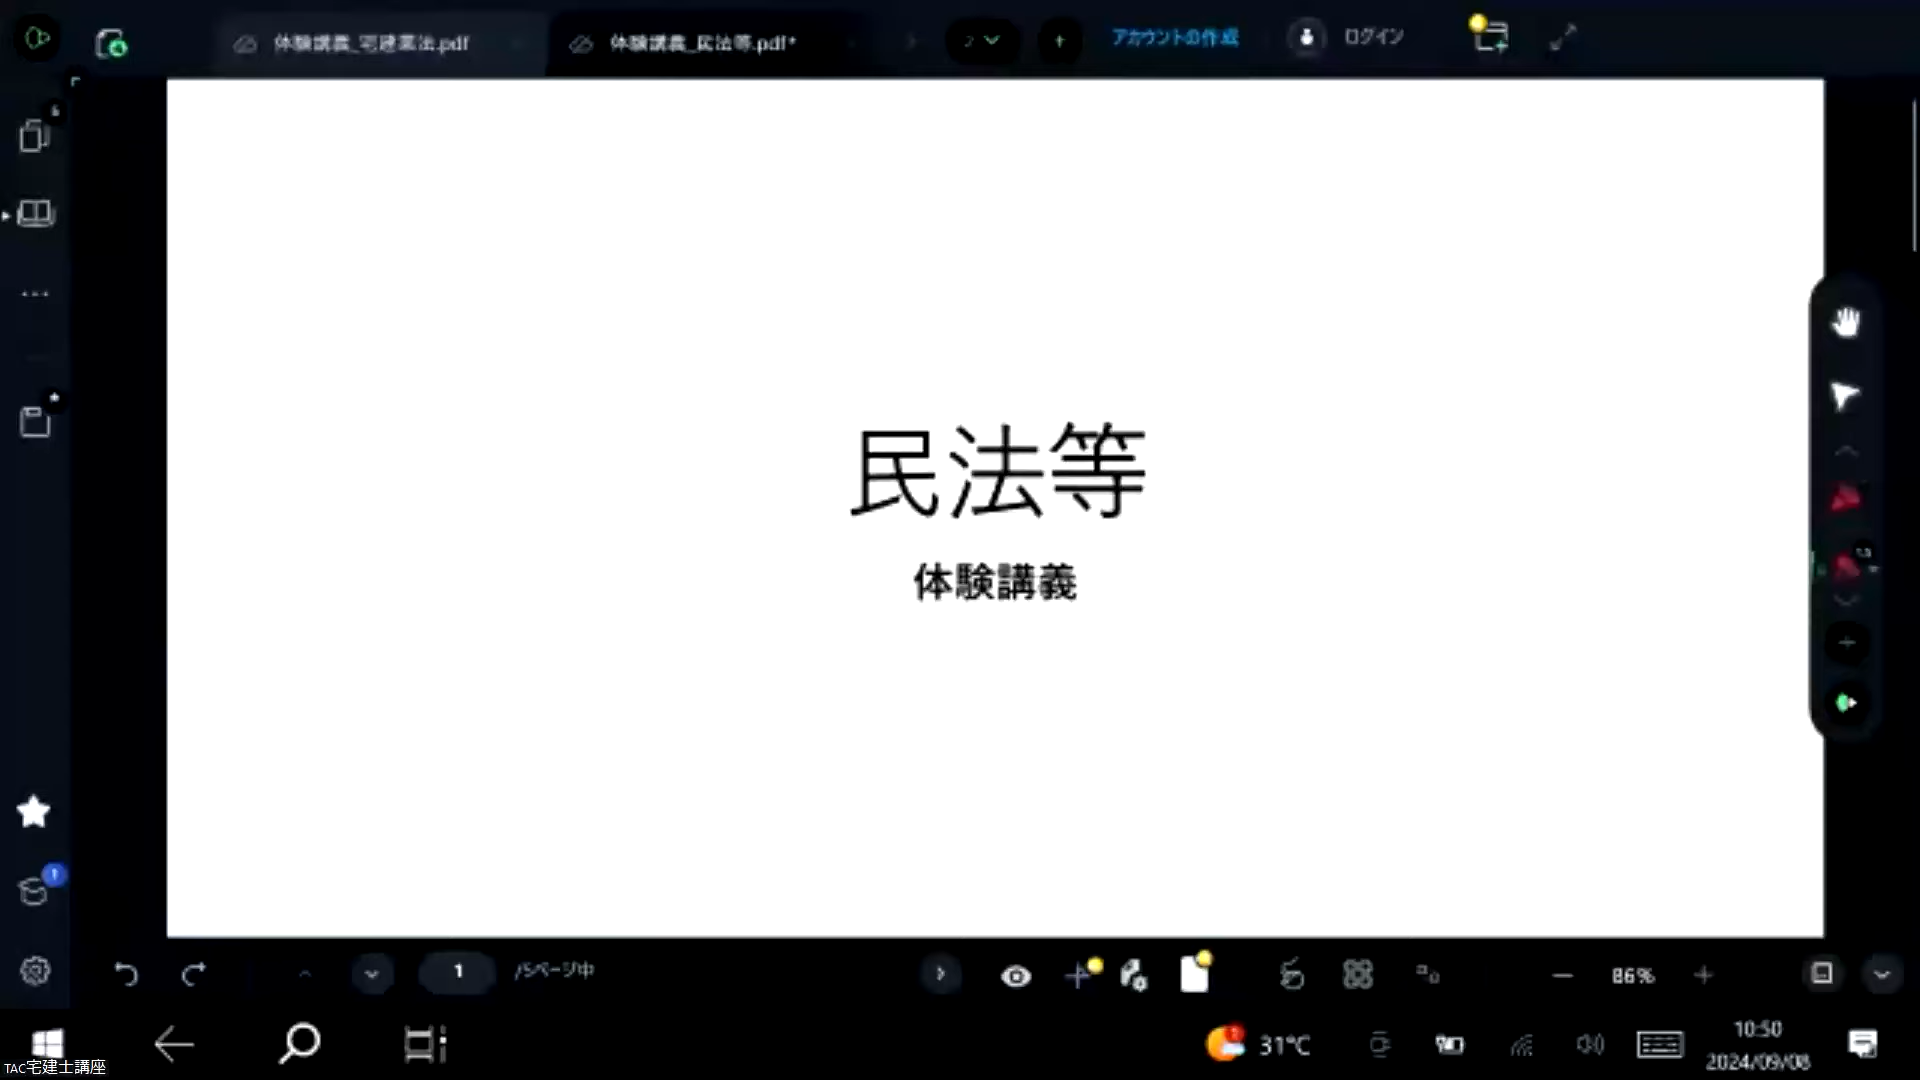 体験講義_宅建業法.pdf
体験講義_民法等.pdf*
2
アカウントの作成
ログイン
民法等
体験講義
1
/5ページ中
86%
31°C
10:50
2024/09/08
TAC宅建士講座